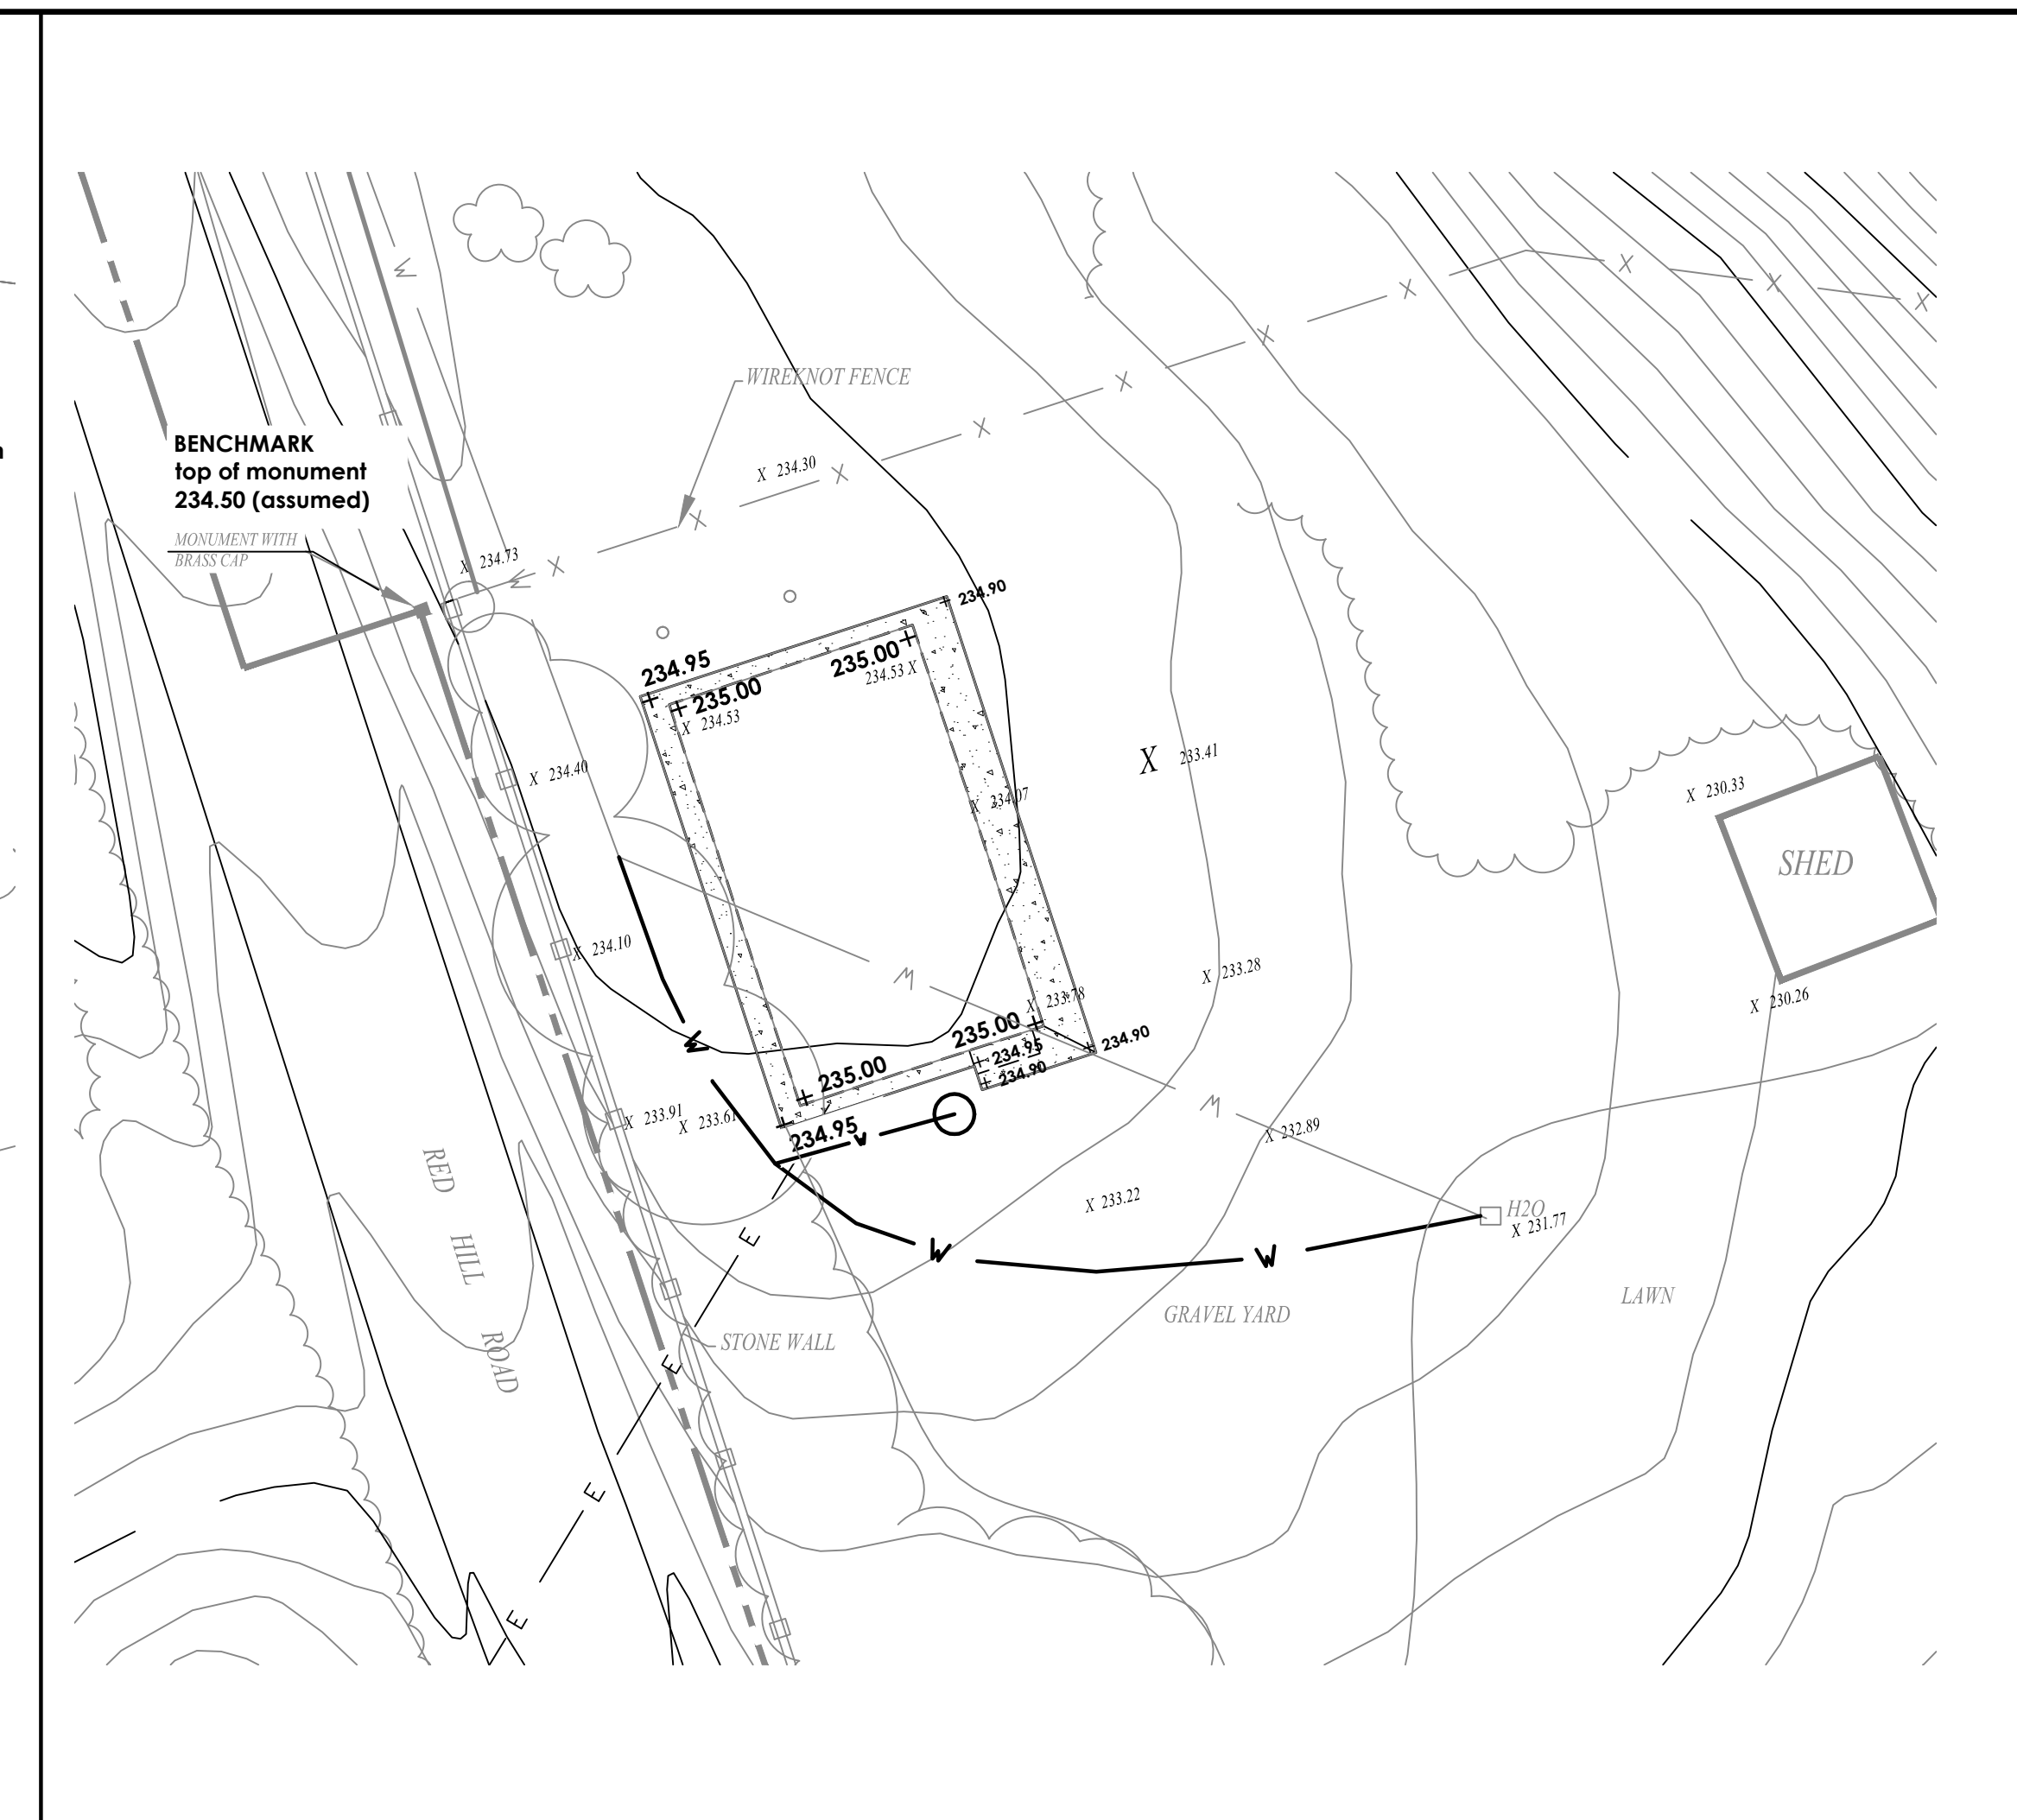 W
BENCHMARK
top of monument
234.50 (assumed)
MONUMENT WITH
BRASS CAP
WIREKNOT FENCE
X X X X X X X X X X
X 234.30
X 234.73
W
234.90
234.95
235.00
235.00
234.53 X
X 234.53
X 234.40
X 233.41
X 234.07
X 230.33
SHED
X 234.10
W
X 233.28
X 233.78
X 230.26
W
235.00
234.90
234.95
234.90
235.00
X 233.91
X 233.61
234.95
W
W
X 232.89
X 233.22
H2O
X 231.77
W
W
E
E
E
E
RED
HILL
ROAD
STONE WALL
GRAVEL YARD
LAWN